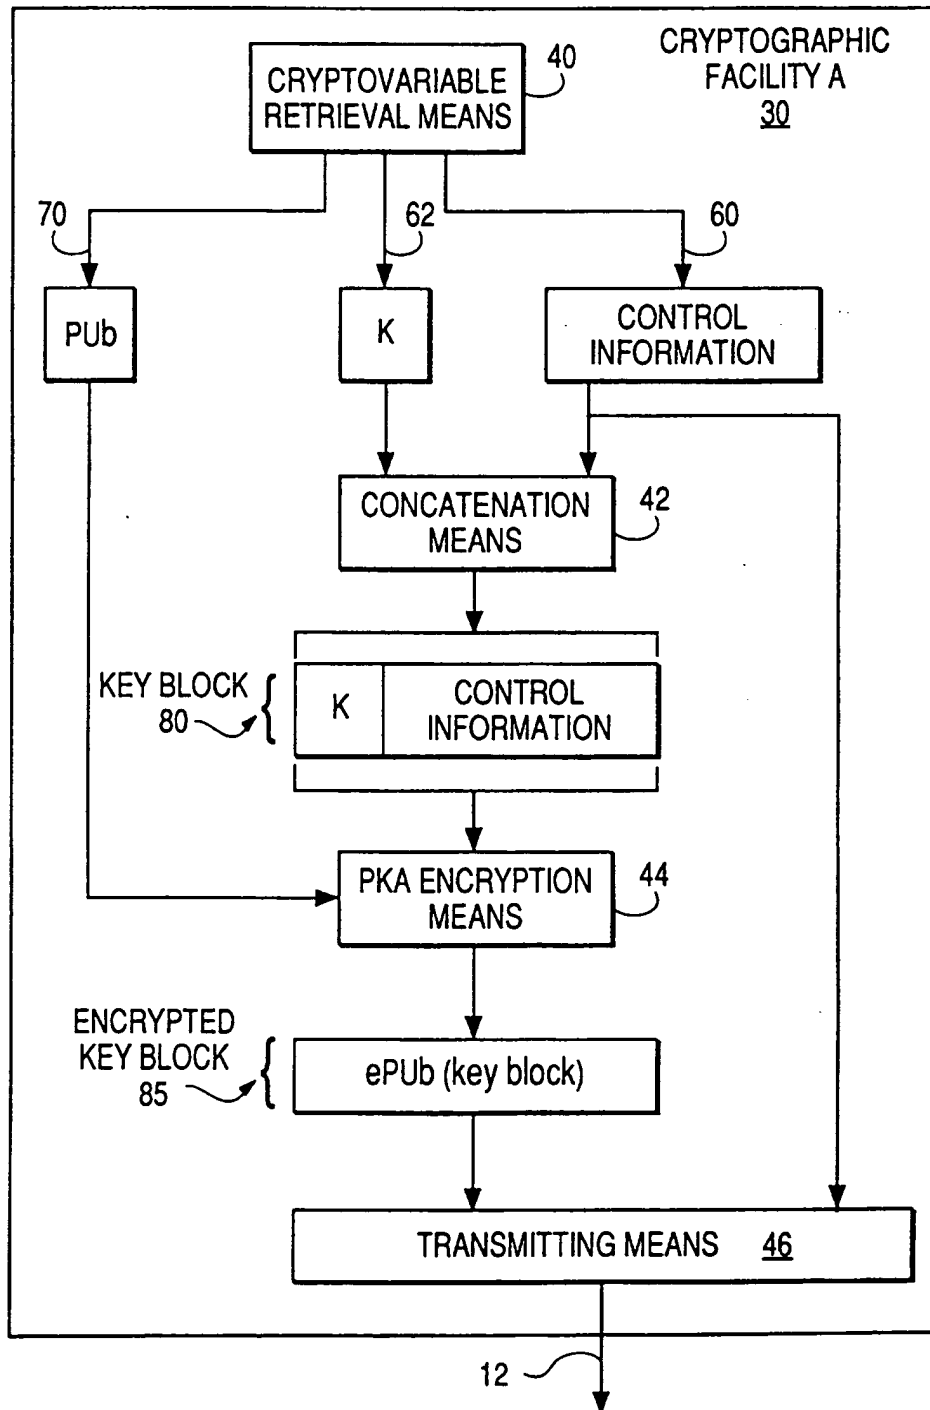 CRYPTOGRAPHIC
FACILITY A
30
CRYPTOVARIABLE
RETRIEVAL MEANS
40
70
62
60
PUb
K
CONTROL
INFORMATION
CONCATENATION
MEANS
42
KEY BLOCK
80
K
CONTROL
INFORMATION
PKA ENCRYPTION
MEANS
44
ENCRYPTED
KEY BLOCK
85
ePUb (key block)
TRANSMITTING MEANS 46
12